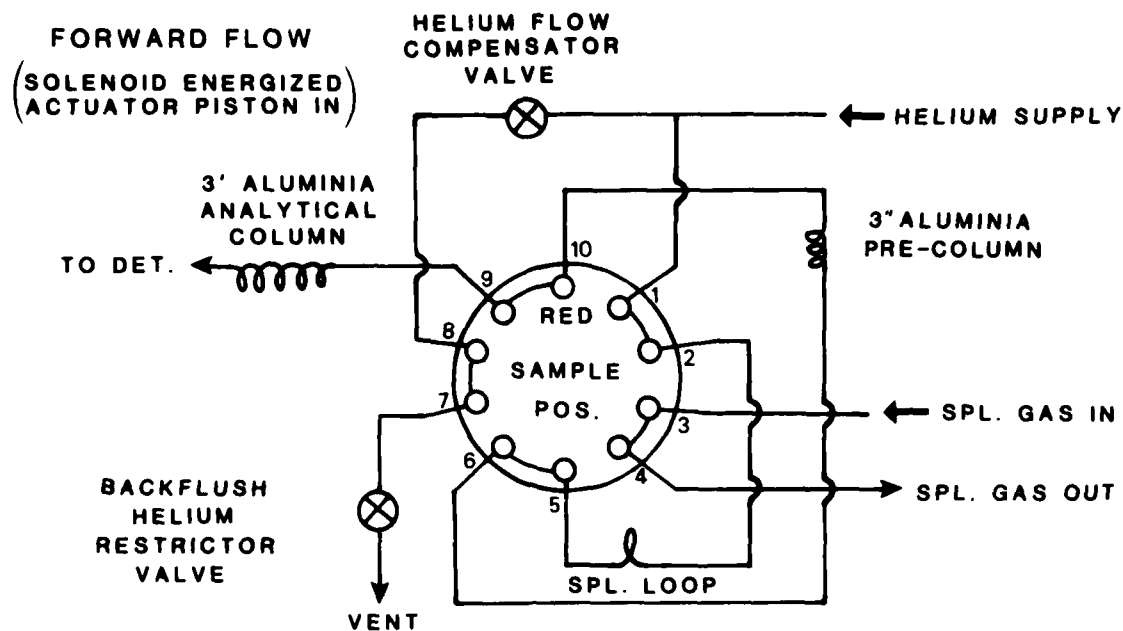 FORWARD FLOW
(SOLENOID ENERGIZED
ACTUATOR PISTON IN)
HELIUM FLOW
COMPENSATOR
VALVE
HELIUM SUPPLY
3' ALUMINIA
ANALYTICAL
COLUMN
3" ALUMINIA
PRE-COLUMN
TO DET.
10
9
1
RED
8
2
SAMPLE
POS.
7
3
SPL. GAS IN
6
4
5
SPL. GAS OUT
BACKFLUSH
HELIUM
RESTRICTOR
VALVE
SPL. LOOP
VENT